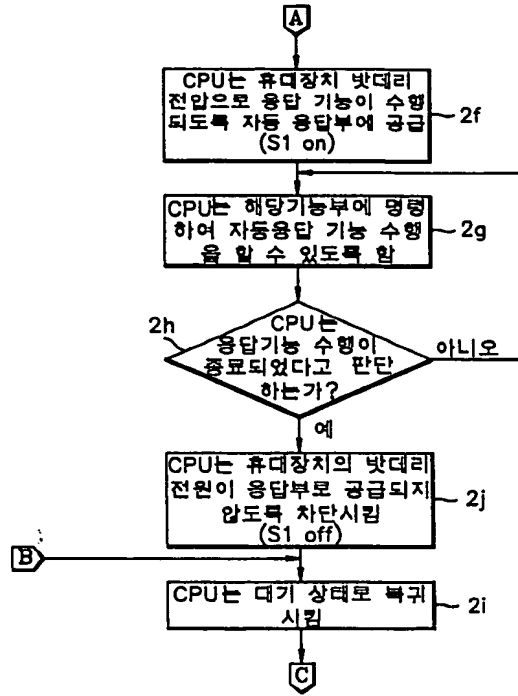 A
CPU는 휴대장치 밧데리
전압으로 응답 기능이 수행
되도록 자동 응답부에 공급
(S1 on)
2f
CPU는 해당기능부에 명령
하여 자동응답 기능 수행
을 할 수 있도록 함
2g
2h
CPU는
응답기능 수행이
종료되었다고 판단
하는가?
아니오
예
CPU는 휴대장치의 밧데리
전원이 응답부로 공급되지
않도록 차단시킴
(S1 off)
2j
B
CPU는 대기 상태로 복귀
시킴
2i
C